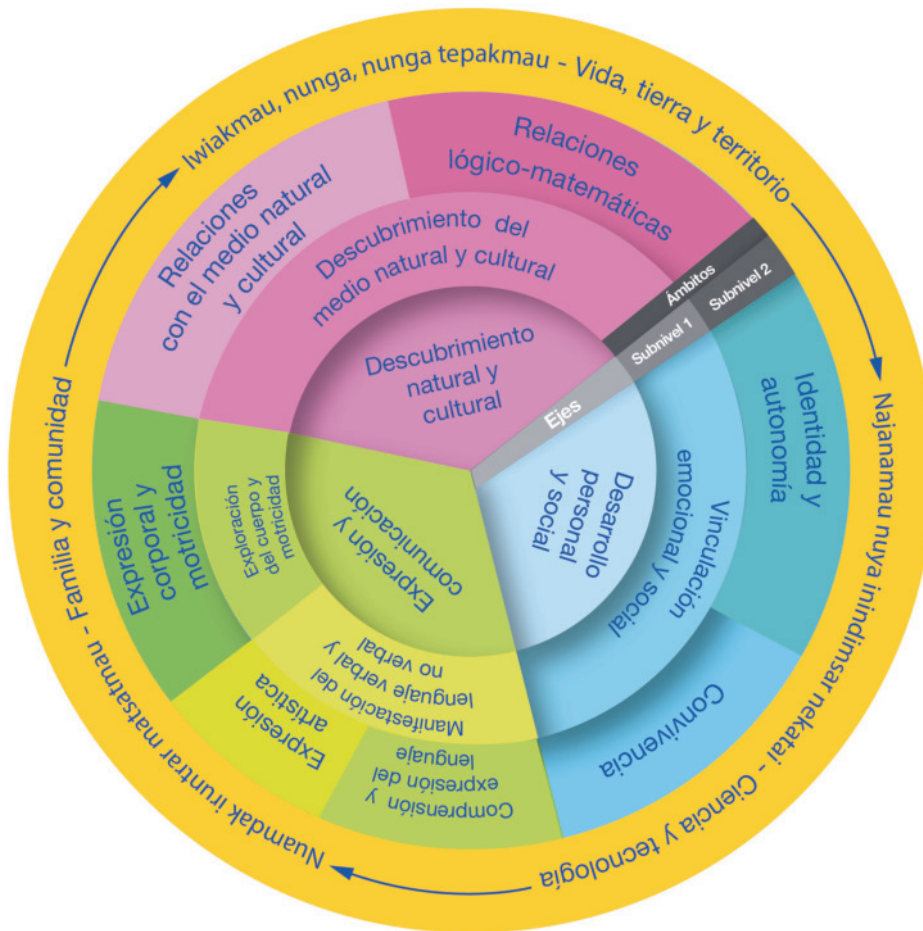 Iwiakmau, nunga, nunga tepakmau - Vida, tierra y territorio
Najanamau nuya inindimsar nekatai - Ciencia y tecnología
Nuamdak iruntrar matsatmau - Familia y comunidad
Relaciones
lógico-matemáticas
Relaciones
con el medio natural
y cultural
Descubrimiento del
medio natural y cultural
Descubrimiento
natural y
cultural
Ámbitos
Subnivel 2
Subnivel 1
Ejes
Identidad y
autonomía
Vinculación
emocional y social
Desarrollo
personal
y social
Convivencia
Expresión y
comunicación
Exploración
del cuerpo y
motricidad
Expresión
corporal y
motricidad
Manifestación del
lenguaje verbal y
no verbal
Expresión
artística
Comprensión y
expresión del
lenguaje